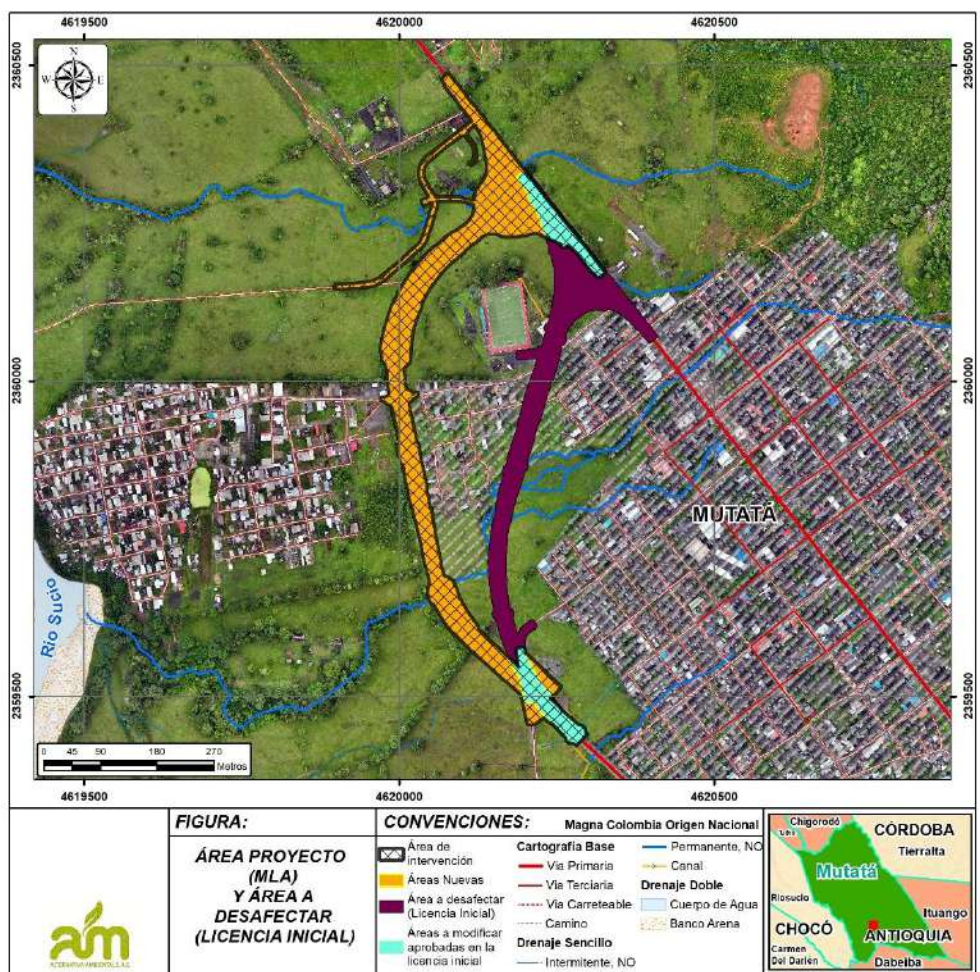 4619500 4620000 4620500
2360500 2360500
N
W E
S
2360000 2360000
MUTATÁ
Río Sucio
2359500 2359500
0 45 90 180 270
Metros
4619500 4620000 4620500
FIGURA:
ÁREA PROYECTO
(MLA)
Y ÁREA A
DESAFECTAR
(LICENCIA INICIAL)
CONVENCIONES:
Magna Colombia Origen Nacional
Área de
intervención
Áreas Nuevas
Área a desafectar
(Licencia Inicial)
Áreas a modificar
aprobadas en la
licencia inicial
Cartografía Base
Vía Primaria
Vía Terciaria
Vía Carreteable
Camino
Drenaje Sencillo
Intermitente, NO
Permanente, NO
Canal
Drenaje Doble
Cuerpo de Agua
Banco Arena
Chigorodó
CÓRDOBA
Tierralta
Mutatá
Riosucio
Ituango
CHOCÓ
ANTIOQUIA
Carmen
Del Darién
Dabeiba
am
ALTERNATIVA AMBIENTAL S.A.S.